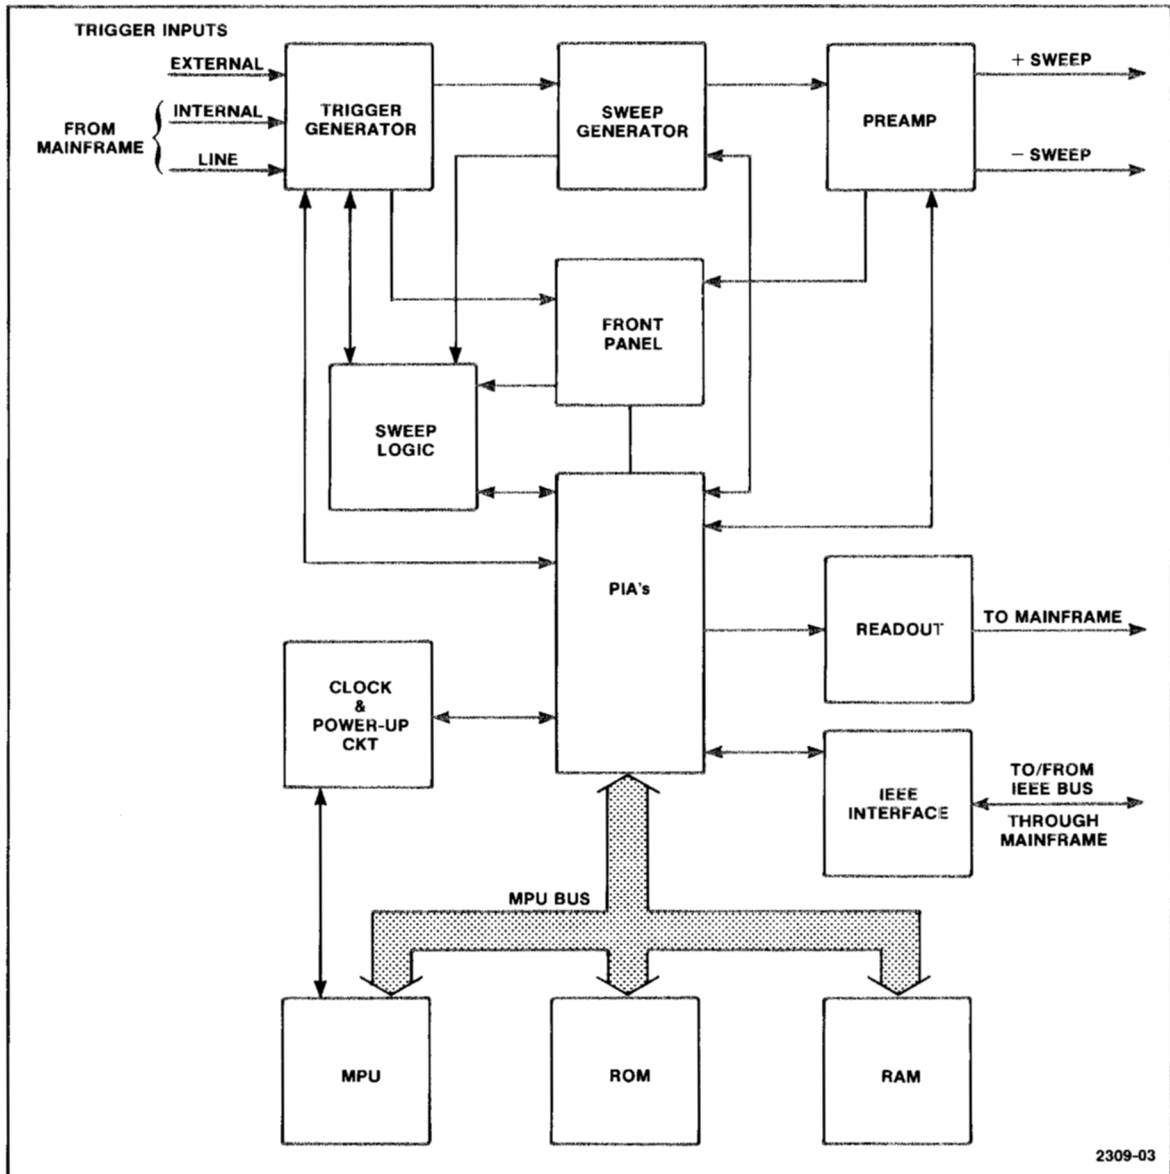 TRIGGER INPUTS
EXTERNAL
INTERNAL
FROM
MAINFRAME
LINE
TRIGGER
GENERATOR
SWEEP
GENERATOR
PREAMP
+ SWEEP
− SWEEP
FRONT
PANEL
SWEEP
LOGIC
PIA's
READOUT
TO MAINFRAME
CLOCK
&
POWER-UP
CKT
IEEE
INTERFACE
TO/FROM
IEEE BUS
THROUGH
MAINFRAME
MPU BUS
MPU
ROM
RAM
2309-03